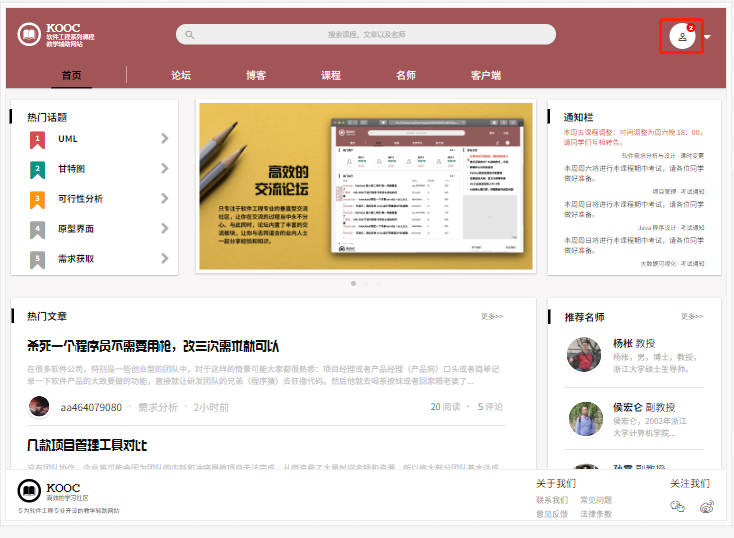 KOOC
软件工程系列课程
教学辅助网站
搜索课程，文章以及名师
2
首页
论坛
博客
课程
名师
客户端
热门话题
1 UML
2 甘特图
3 可行性分析
4 原型界面
5 需求获取
高效的
交流论坛
只专注于软件工程专业的垂直型交流
社区，让你在交流的过程当中永不分
心。与此同时，论坛内置了丰富的交
流板块，让你与志同道合的业内人士
一起分享经验和知识。
通知栏
本周五课程调整：时间调整为周六晚 18：00，
请同学们互相转告。
软件需求分析与设计 · 课时变更
本周周六将进行本课程期中考试，请各位同学
做好准备。
项目管理 · 考试通知
本周周日将进行本课程期中考试，请各位同学
做好准备。
Java 程序设计 · 考试通知
本周周日将进行本课程期中考试，请各位同学
做好准备。
大数据可视化 · 考试通知
热门文章
更多>>
杀死一个程序员不需要用枪，改三次需求就可以
在很多软件公司，特别是一些创业型的团队中，对于这样的情景可能大家都很熟悉：项目经理或者产品经理（产品狗）口头或者简单记
录一下软件产品的大致要做的功能，直接就让研发团队的兄弟（程序猿）去狂撸代码。然后他就去喝茶撩妹或者回家陪老婆了...
aa464079080 · 需求分析 · 2小时前
20 阅读 · 5 评论
几款项目管理工具对比
推荐名师
更多>>
杨枨 教授
杨枨，男，博士，教授，
浙江大学硕士生导师。
侯宏仑 副教授
侯宏仑，2002年浙江
大学计算机学院...
副教授
KOOC
高效的学习社区
专为软件工程专业开设的教学辅助网站
关于我们
联系我们 常见问题
意见反馈 法律条款
关注我们